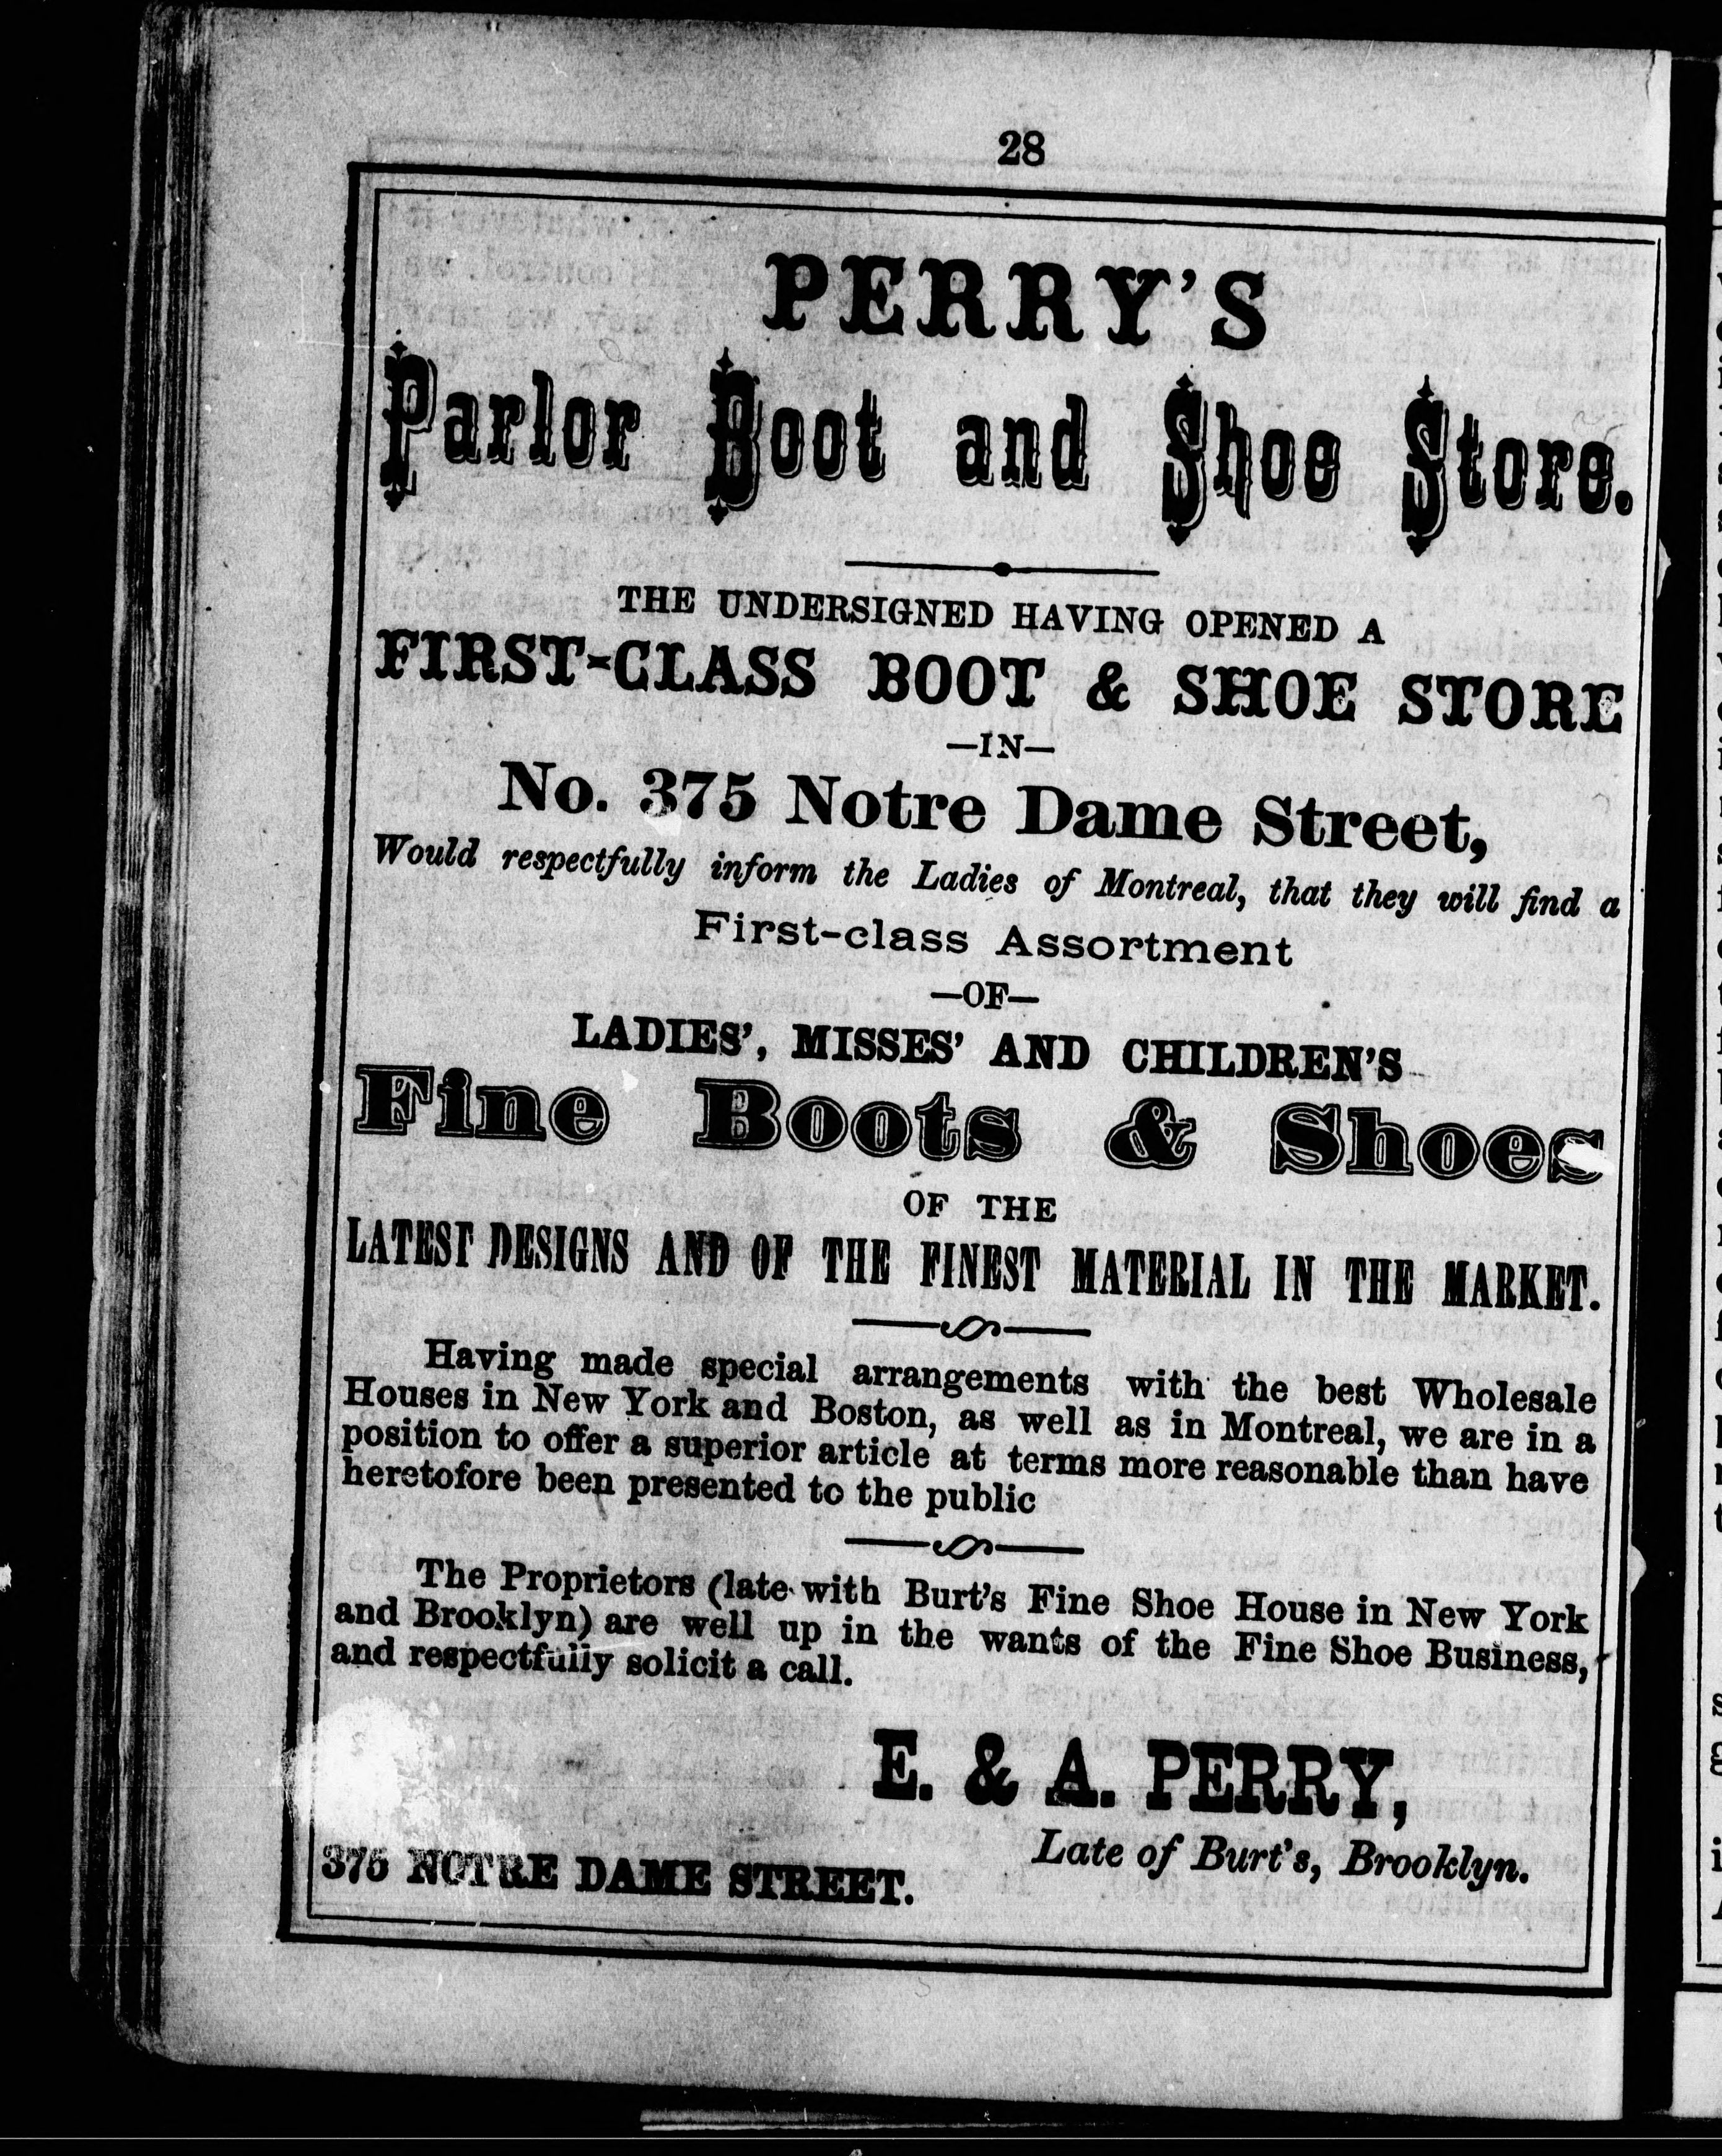 28
PERRY'S
Parlor Boot and Shoe Store.
THE UNDERSIGNED HAVING OPENED A
FIRST-CLASS BOOT & SHOE STORE
—IN—
No. 375 Notre Dame Street,
Would respectfully inform the Ladies of Montreal, that they will find a
First-class Assortment
—OF—
LADIES', MISSES' AND CHILDREN'S
Fine Boots & Shoes
OF THE
LATEST DESIGNS AND OF THE FINEST MATERIAL IN THE MARKET.
Having made special arrangements with the best Wholesale
Houses in New York and Boston, as well as in Montreal, we are in a
position to offer a superior article at terms more reasonable than have
heretofore been presented to the public
The Proprietors (late with Burt's Fine Shoe House in New York
and Brooklyn) are well up in the wants of the Fine Shoe Business,
and respectfully solicit a call.
E. & A. PERRY,
Late of Burt's, Brooklyn.
375 NOTRE DAME STREET.